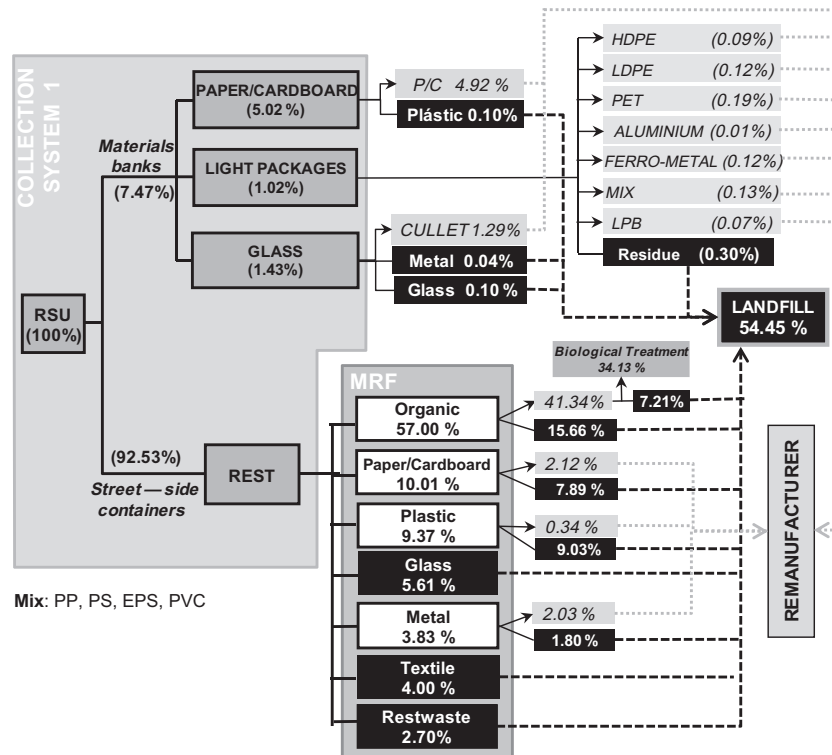 COLLECTION
SYSTEM 1
RSU
(100%)
Materials
banks
(7.47%)
PAPER/CARDBOARD
(5.02 %)
LIGHT PACKAGES
(1.02%)
GLASS
(1.43%)
P/C 4.92 %
Plástic 0.10%
CULLET 1.29%
Metal 0.04%
Glass 0.10 %
HDPE (0.09%)
LDPE (0.12%)
PET (0.19%)
ALUMINIUM (0.01%)
FERRO-METAL (0.12%)
MIX (0.13%)
LPB (0.07%)
Residue (0.30%)
LANDFILL
54.45 %
(92.53%)
Street — side
containers
REST
MRF
Organic
57.00 %
Paper/Cardboard
10.01 %
Plastic
9.37 %
Glass
5.61 %
Metal
3.83 %
Textile
4.00 %
Restwaste
2.70%
Biological Treatment
34.13 %
41.34%
7.21%
15.66 %
2.12 %
7.89 %
0.34 %
9.03%
2.03 %
1.80 %
REMANUFACTURER
Mix: PP, PS, EPS, PVC